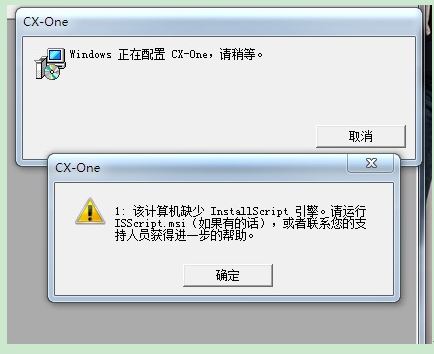 CX-One
Windows 正在配置 CX-One，请稍等。
取消
CX-One
1: 该计算机缺少 InstallScript 引擎。请运行
ISScript.msi（如果有的话），或者联系您的支
持人员获得进一步的帮助。
确定